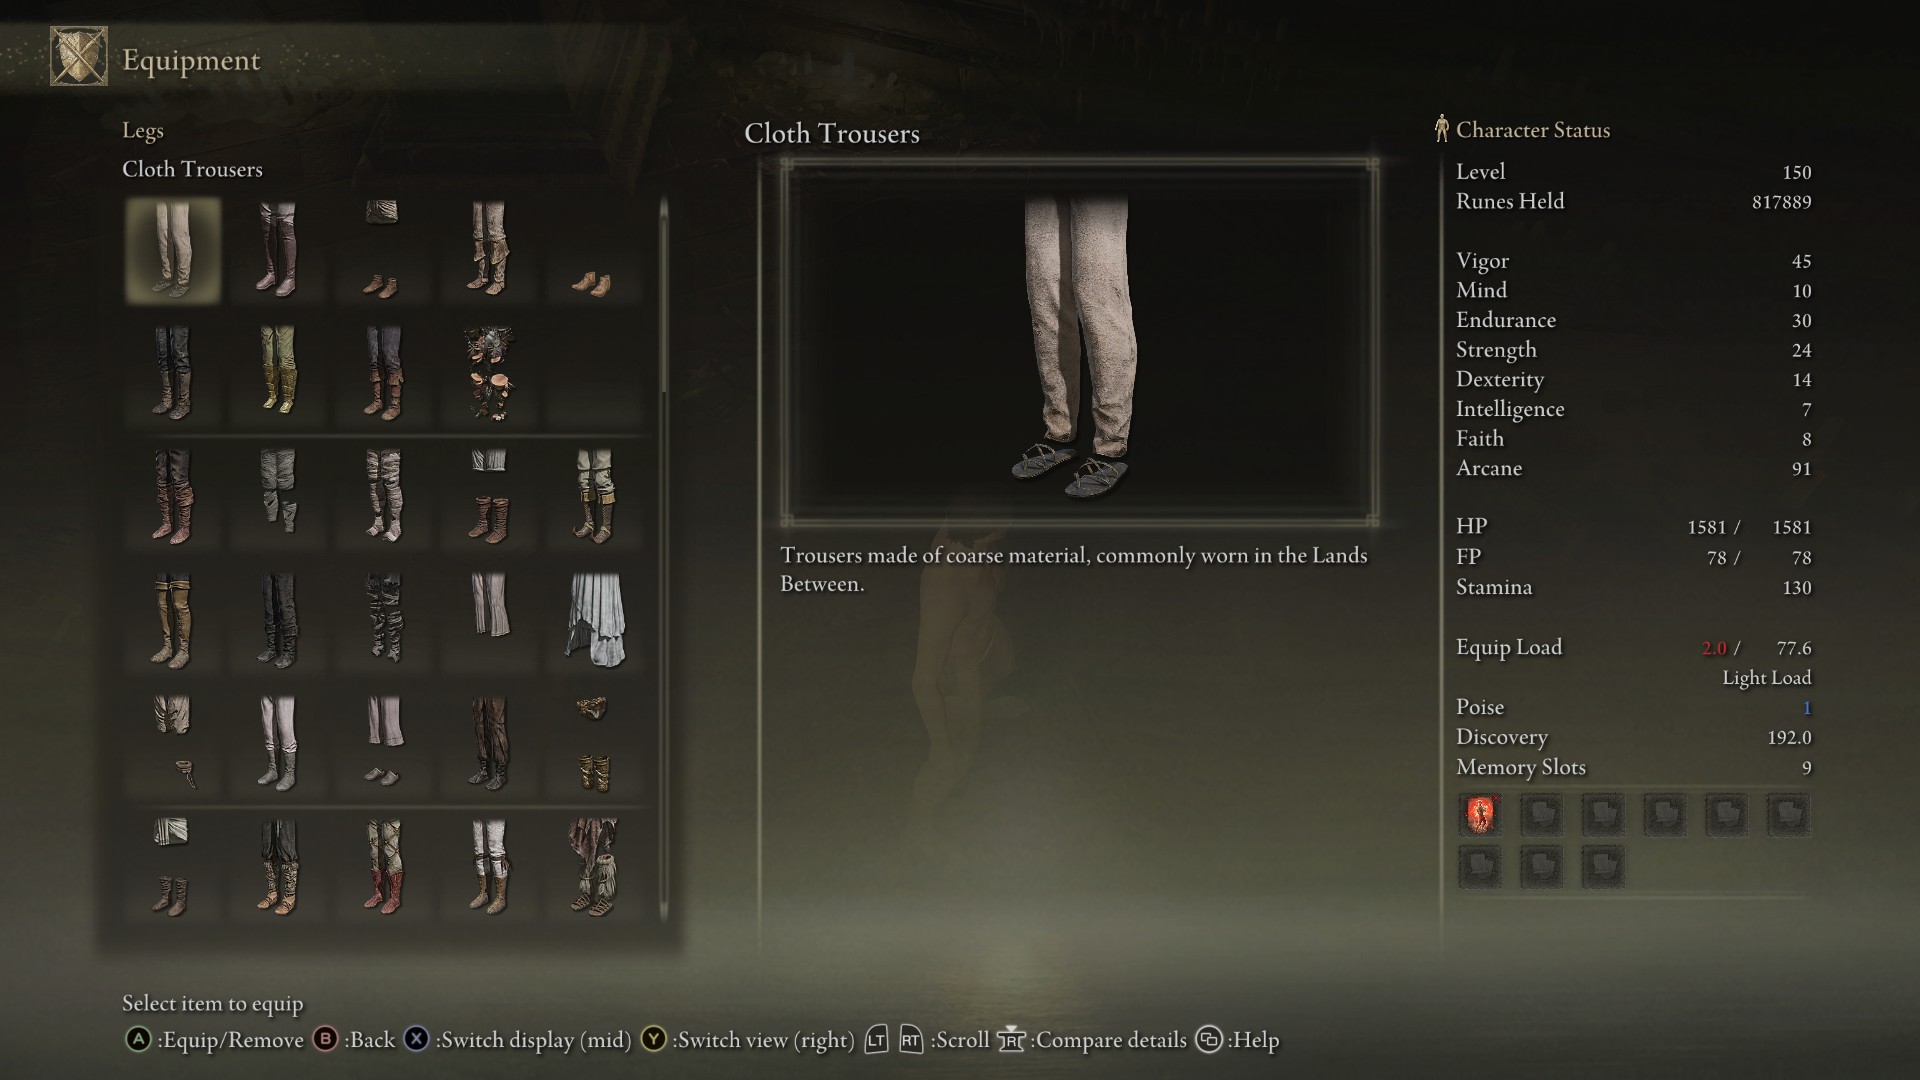 Equipment
Legs
Cloth Trousers
Cloth Trousers
Trousers made of coarse material, commonly worn in the Lands
Between.
Character Status
Level 150
Runes Held 817889
Vigor 45
Mind 10
Endurance 30
Strength 24
Dexterity 14
Intelligence 7
Faith 8
Arcane 91
HP 1581 / 1581
FP 78 / 78
Stamina 130
Equip Load 2.0 / 77.6
Light Load
Poise 1
Discovery 192.0
Memory Slots 9
Select item to equip
A :Equip/Remove B :Back X :Switch display (mid) Y :Switch view (right) LT RT :Scroll R :Compare details :Help